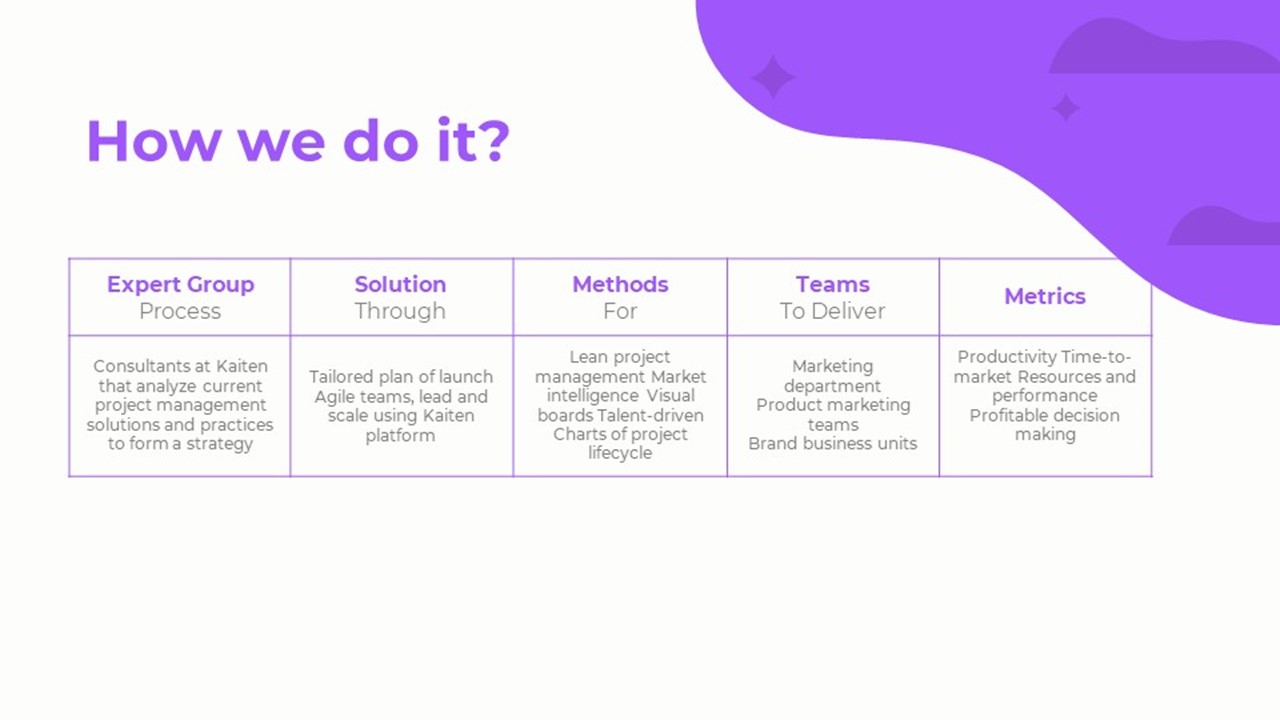 How we do it?
Expert Group
Process
Solution
Through
Methods
For
Teams
To Deliver
Metrics
Consultants at Kaiten
that analyze current
project management
solutions and practices
to form a strategy
Tailored plan of launch
Agile teams, lead and
scale using Kaiten
platform
Lean project
management Market
intelligence Visual
boards Talent-driven
Charts of project
lifecycle
Marketing
department
Product marketing
teams
Brand business units
Productivity Time-to-
market Resources and
performance
Profitable decision
making